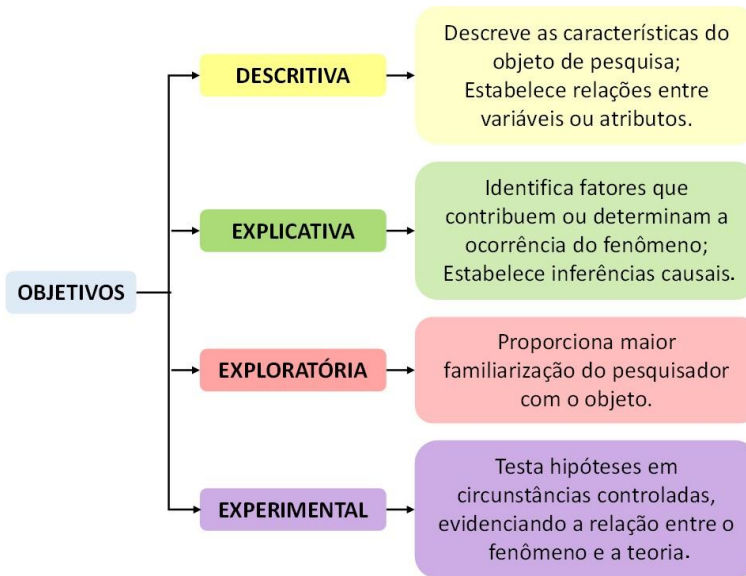 OBJETIVOS
DESCRITIVA
Descreve as características do
objeto de pesquisa;
Estabelece relações entre
variáveis ou atributos.
EXPLICATIVA
Identifica fatores que
contribuem ou determinam a
ocorrência do fenômeno;
Estabelece inferências causais.
EXPLORATÓRIA
Proporciona maior
familiarização do pesquisador
com o objeto.
EXPERIMENTAL
Testa hipóteses em
circunstâncias controladas,
evidenciando a relação entre o
fenômeno e a teoria.